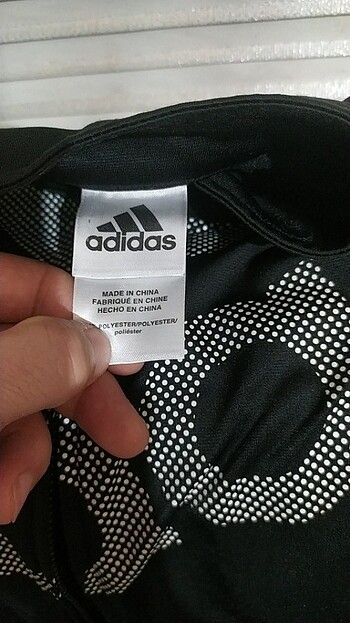 adidas
MADE IN CHINA
FABRIQUÉ EN CHINE
HECHO EN CHINA
POLYESTER/POLYESTER/
poliéster